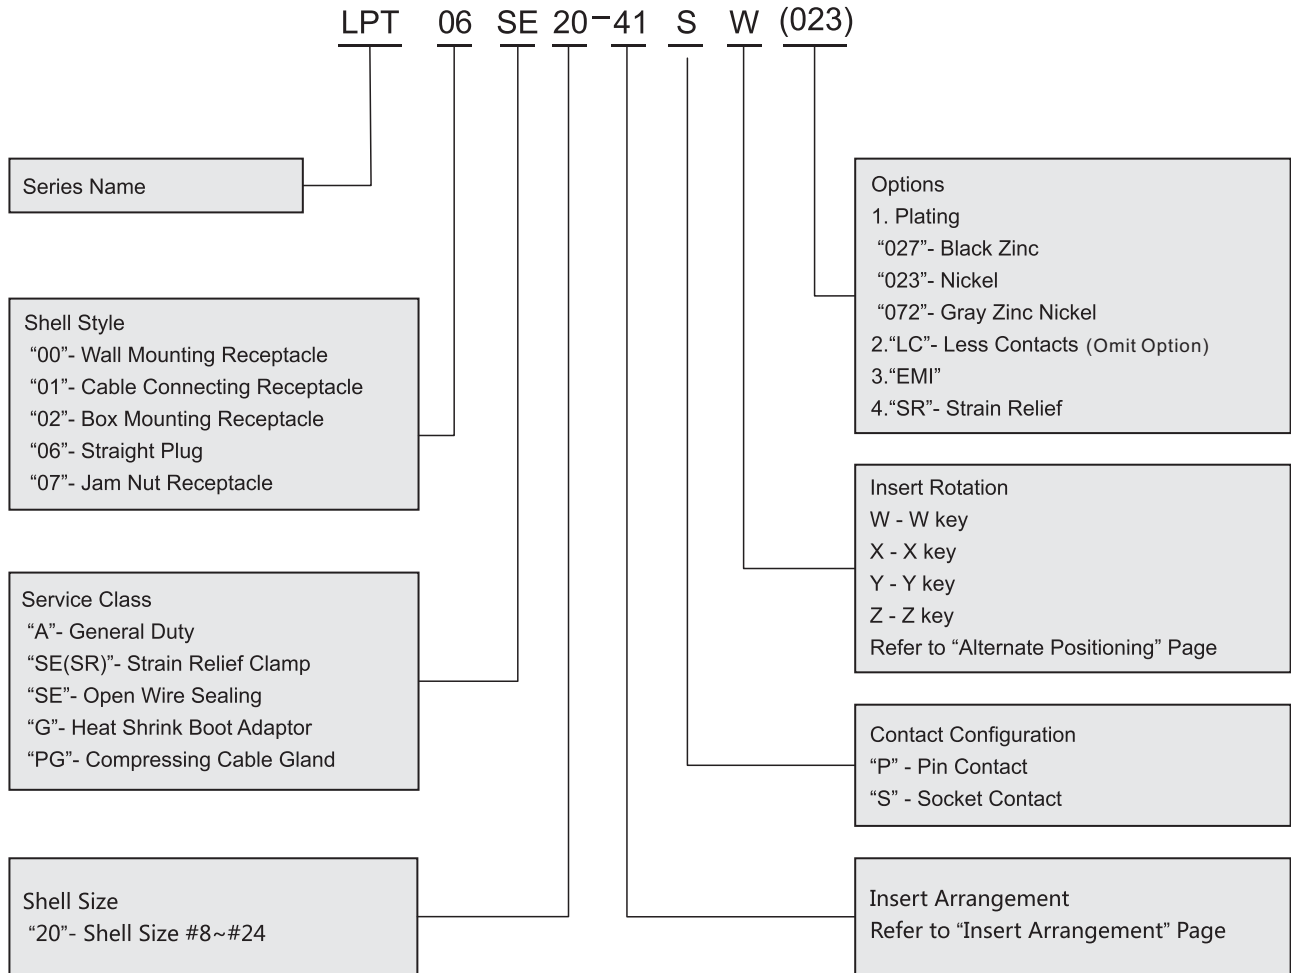 LPT 06 SE 20-41 S W (023)
Series Name
Shell Style
“00”- Wall Mounting Receptacle
“01”- Cable Connecting Receptacle
“02”- Box Mounting Receptacle
“06”- Straight Plug
“07”- Jam Nut Receptacle
Service Class
“A”- General Duty
“SE(SR)”- Strain Relief Clamp
“SE”- Open Wire Sealing
“G”- Heat Shrink Boot Adaptor
“PG”- Compressing Cable Gland
Shell Size
“20”- Shell Size #8~#24
Options
1. Plating
“027”- Black Zinc
“023”- Nickel
“072”- Gray Zinc Nickel
2.“LC”- Less Contacts (Omit Option)
3.“EMI”
4.“SR”- Strain Relief
Insert Rotation
W - W key
X - X key
Y - Y key
Z - Z key
Refer to “Alternate Positioning” Page
Contact Configuration
“P” - Pin Contact
“S” - Socket Contact
Insert Arrangement
Refer to “Insert Arrangement” Page